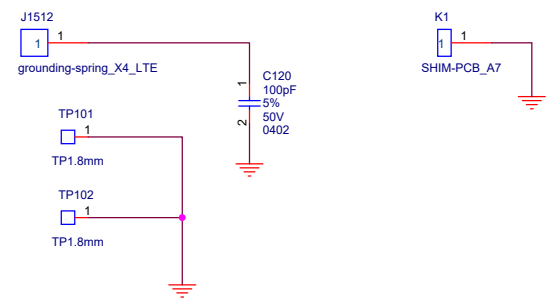 J1512
1
1
grounding-spring_X4_LTE
1
C120
100pF
5%
50V
0402
2
TP101
1
TP1.8mm
TP102
1
TP1.8mm
K1
1
1
SHIM-PCB_A7